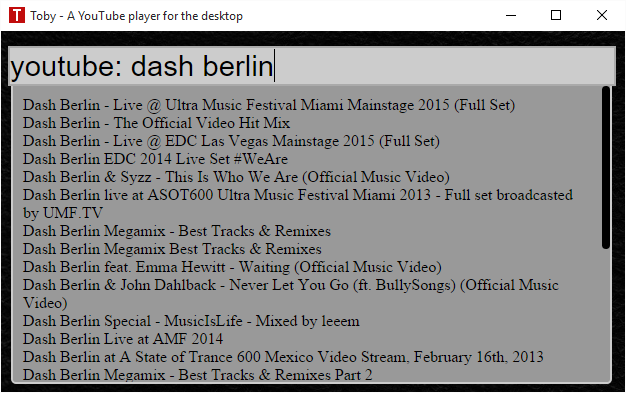 Toby - A YouTube player for the desktop
youtube: dash berlin
Dash Berlin - Live @ Ultra Music Festival Miami Mainstage 2015 (Full Set)
Dash Berlin - The Official Video Hit Mix
Dash Berlin - Live @ EDC Las Vegas Mainstage 2015 (Full Set)
Dash Berlin EDC 2014 Live Set #WeAre
Dash Berlin & Syzz - This Is Who We Are (Official Music Video)
Dash Berlin live at ASOT600 Ultra Music Festival Miami 2013 - Full set broadcasted
by UMF.TV
Dash Berlin Megamix - Best Tracks & Remixes
Dash Berlin Megamix Best Tracks & Remixes
Dash Berlin feat. Emma Hewitt - Waiting (Official Music Video)
Dash Berlin & John Dahlback - Never Let You Go (ft. BullySongs) (Official Music
Video)
Dash Berlin Special - MusicIsLife - Mixed by leeem
Dash Berlin Live at AMF 2014
Dash Berlin at A State of Trance 600 Mexico Video Stream, February 16th, 2013
Dash Berlin Megamix - Best Tracks & Remixes Part 2